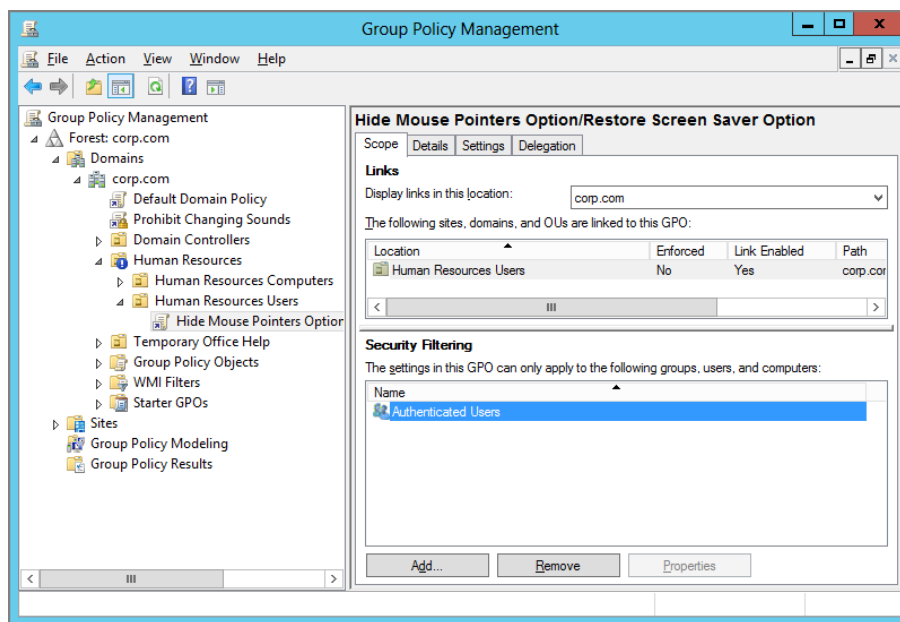 Group Policy Management
File Action View Window Help
Group Policy Management
Forest: corp.com
Domains
corp.com
Default Domain Policy
Prohibit Changing Sounds
Domain Controllers
Human Resources
Human Resources Computers
Human Resources Users
Hide Mouse Pointers Option
Temporary Office Help
Group Policy Objects
WMI Filters
Starter GPOs
Sites
Group Policy Modeling
Group Policy Results
Hide Mouse Pointers Option/Restore Screen Saver Option
Scope Details Settings Delegation
Links
Display links in this location: corp.com
The following sites, domains, and OUs are linked to this GPO:
Location Enforced Link Enabled Path
Human Resources Users No Yes corp.cor
Security Filtering
The settings in this GPO can only apply to the following groups, users, and computers:
Name
Authenticated Users
Add... Remove Properties